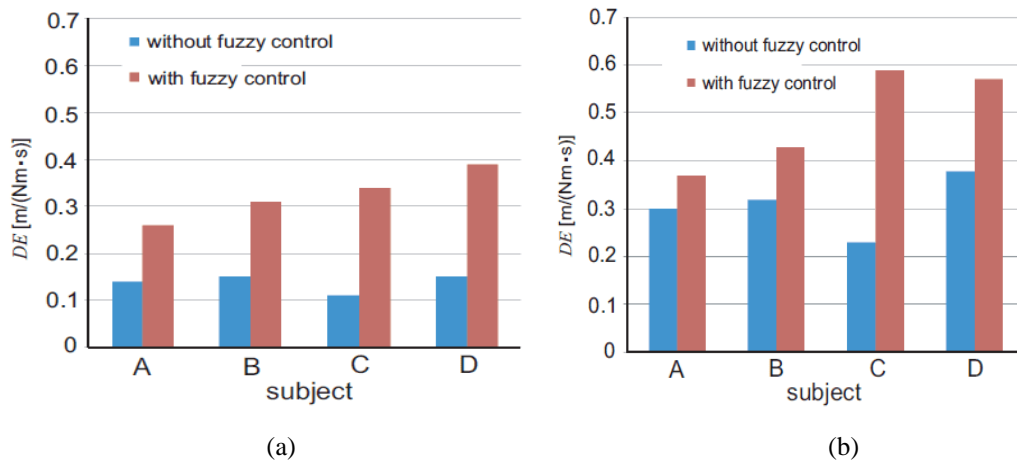 0.7
0.6
0.5
0.4
0.3
0.2
0.1
0
DE [m/(Nm•s)]
without fuzzy control
with fuzzy control
A B C D
subject
(a)
0.7
0.6
0.5
0.4
0.3
0.2
0.1
0
DE [m/(Nm•s)]
without fuzzy control
with fuzzy control
A B C D
subject
(b)